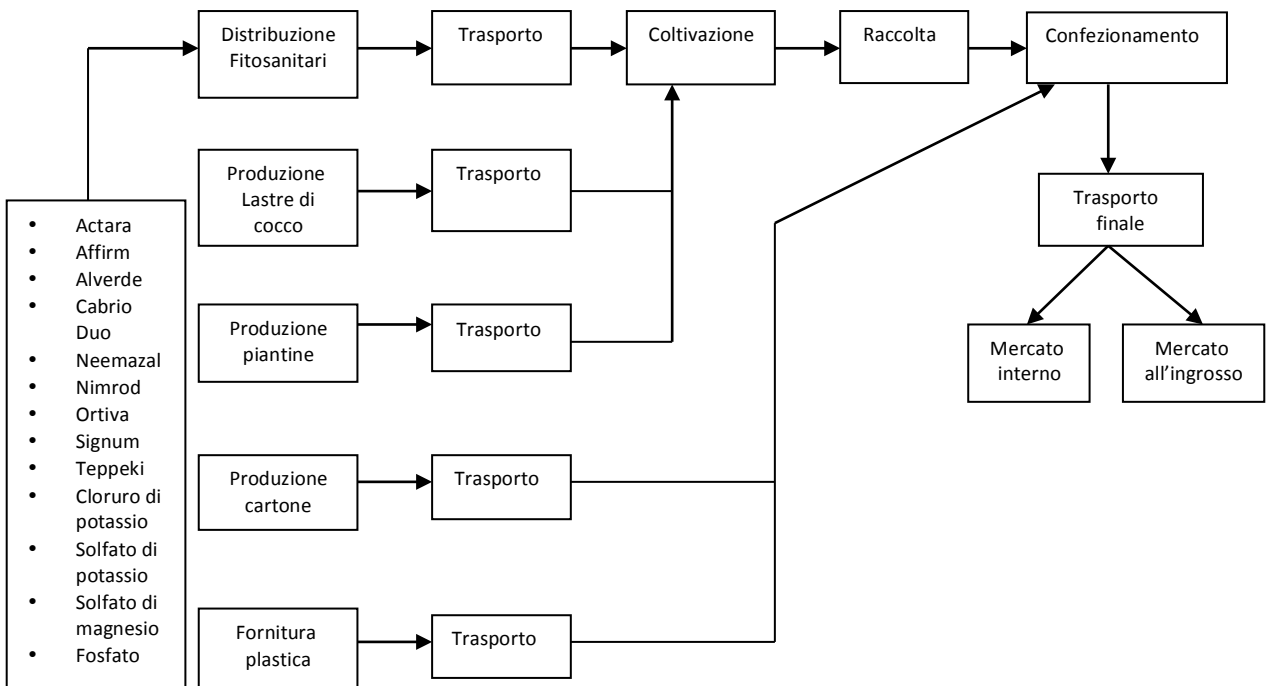 Distribuzione
Fitosanitari
Trasporto
Coltivazione
Raccolta
Confezionamento
Produzione
Lastre di
cocco
Trasporto
Trasporto
finale
• Actara
• Affirm
• Alverde
• Cabrio
Duo
• Neemazal
• Nimrod
• Ortiva
• Signum
• Teppeki
• Cloruro di
potassio
• Solfato di
potassio
• Solfato di
magnesio
• Fosfato
Produzione
piantine
Trasporto
Mercato
interno
Mercato
all'ingrosso
Produzione
cartone
Trasporto
Fornitura
plastica
Trasporto